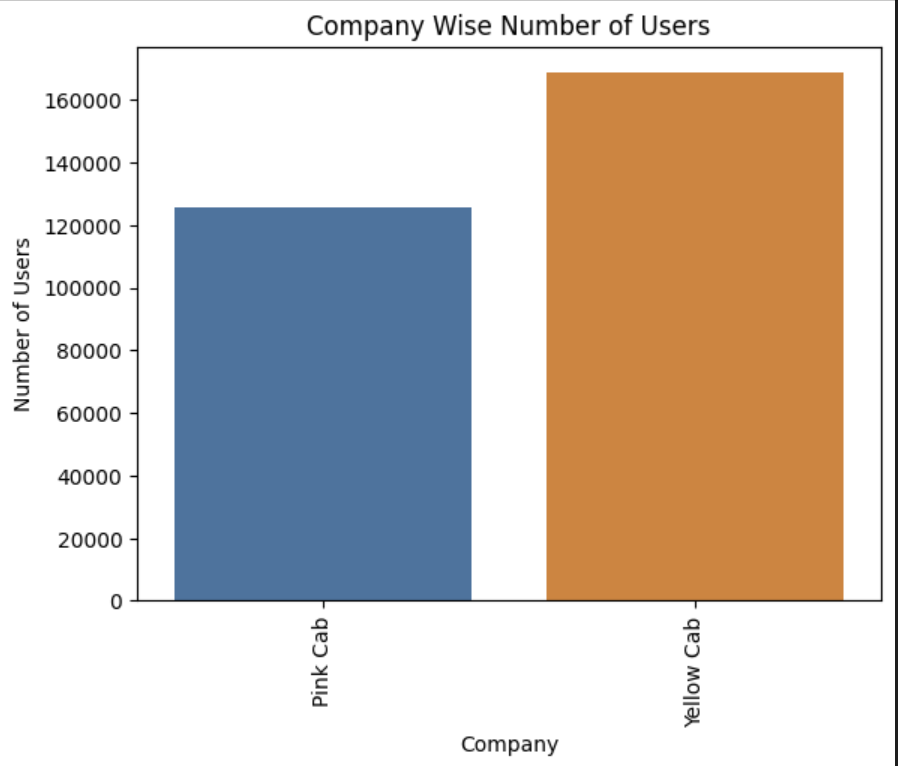 Company Wise Number of Users
Number of Users
160000
140000
120000
100000
80000
60000
40000
20000
0
Pink Cab
Yellow Cab
Company